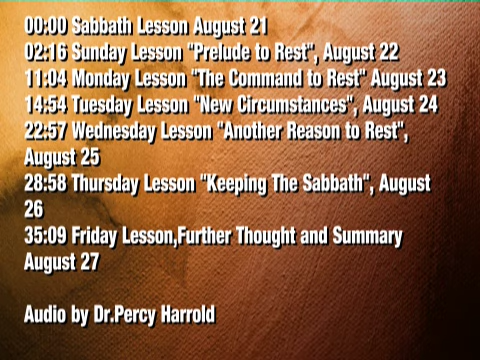 00:00 Sabbath Lesson August 21
02:16 Sunday Lesson "Prelude to Rest", August 22
11:04 Monday Lesson "The Command to Rest" August 23
14:54 Tuesday Lesson "New Circumstances", August 24
22:57 Wednesday Lesson "Another Reason to Rest",
August 25
28:58 Thursday Lesson "Keeping The Sabbath", August
26
35:09 Friday Lesson,Further Thought and Summary
August 27
Audio by Dr.Percy Harrold